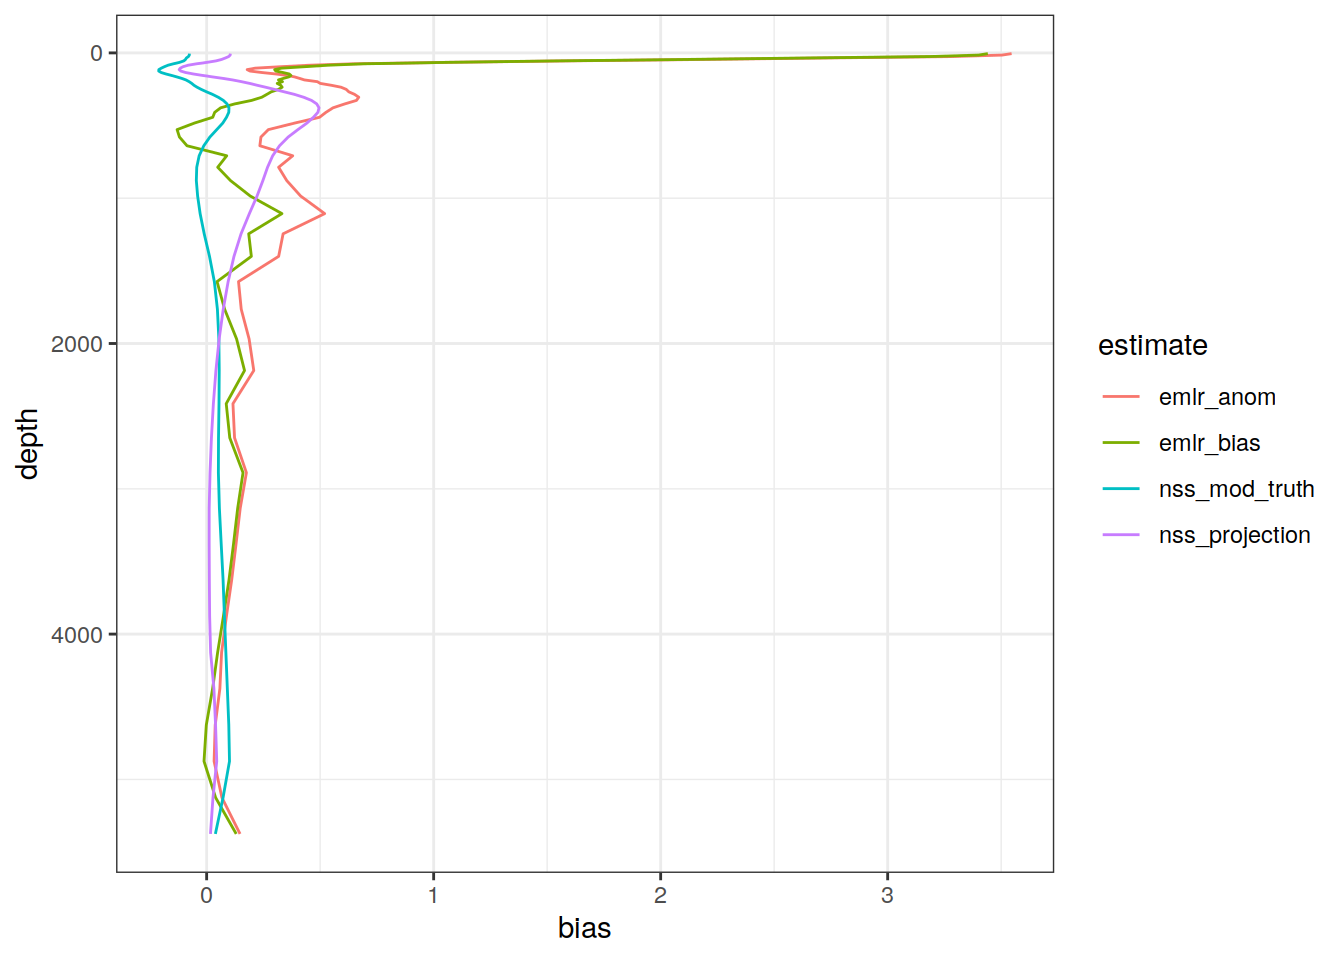 0
2000
4000
depth
0
1
2
3
bias
estimate
emlr_anom
emlr_bias
nss_mod_truth
nss_projection